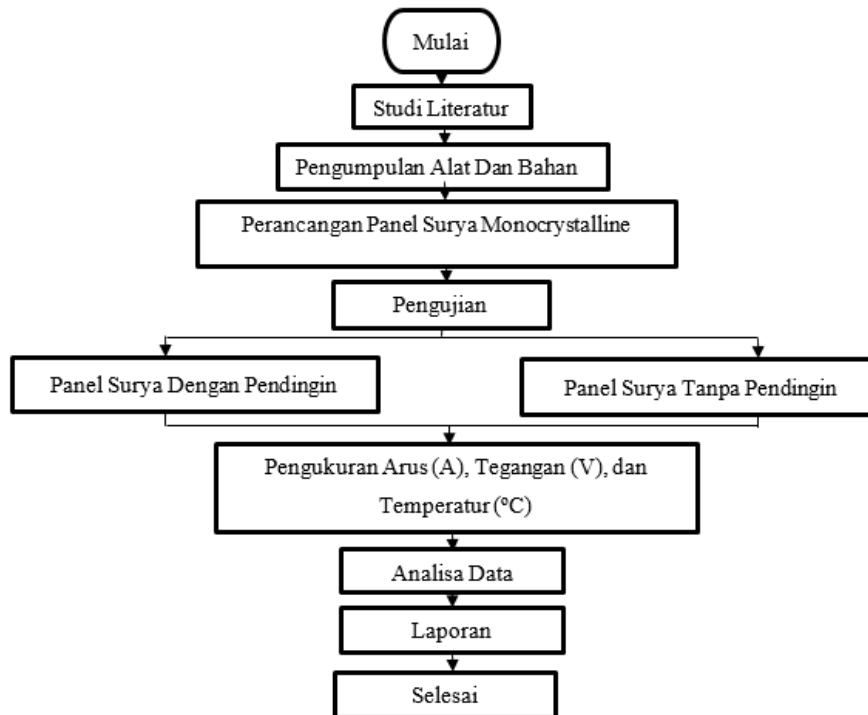 Mulai
Studi Literatur
Pengumpulan Alat Dan Bahan
Perancangan Panel Surya Monocrystalline
Pengujian
Panel Surya Dengan Pendingin
Panel Surya Tanpa Pendingin
Pengukuran Arus (A), Tegangan (V), dan
Temperatur (°C)
Analisa Data
Laporan
Selesai